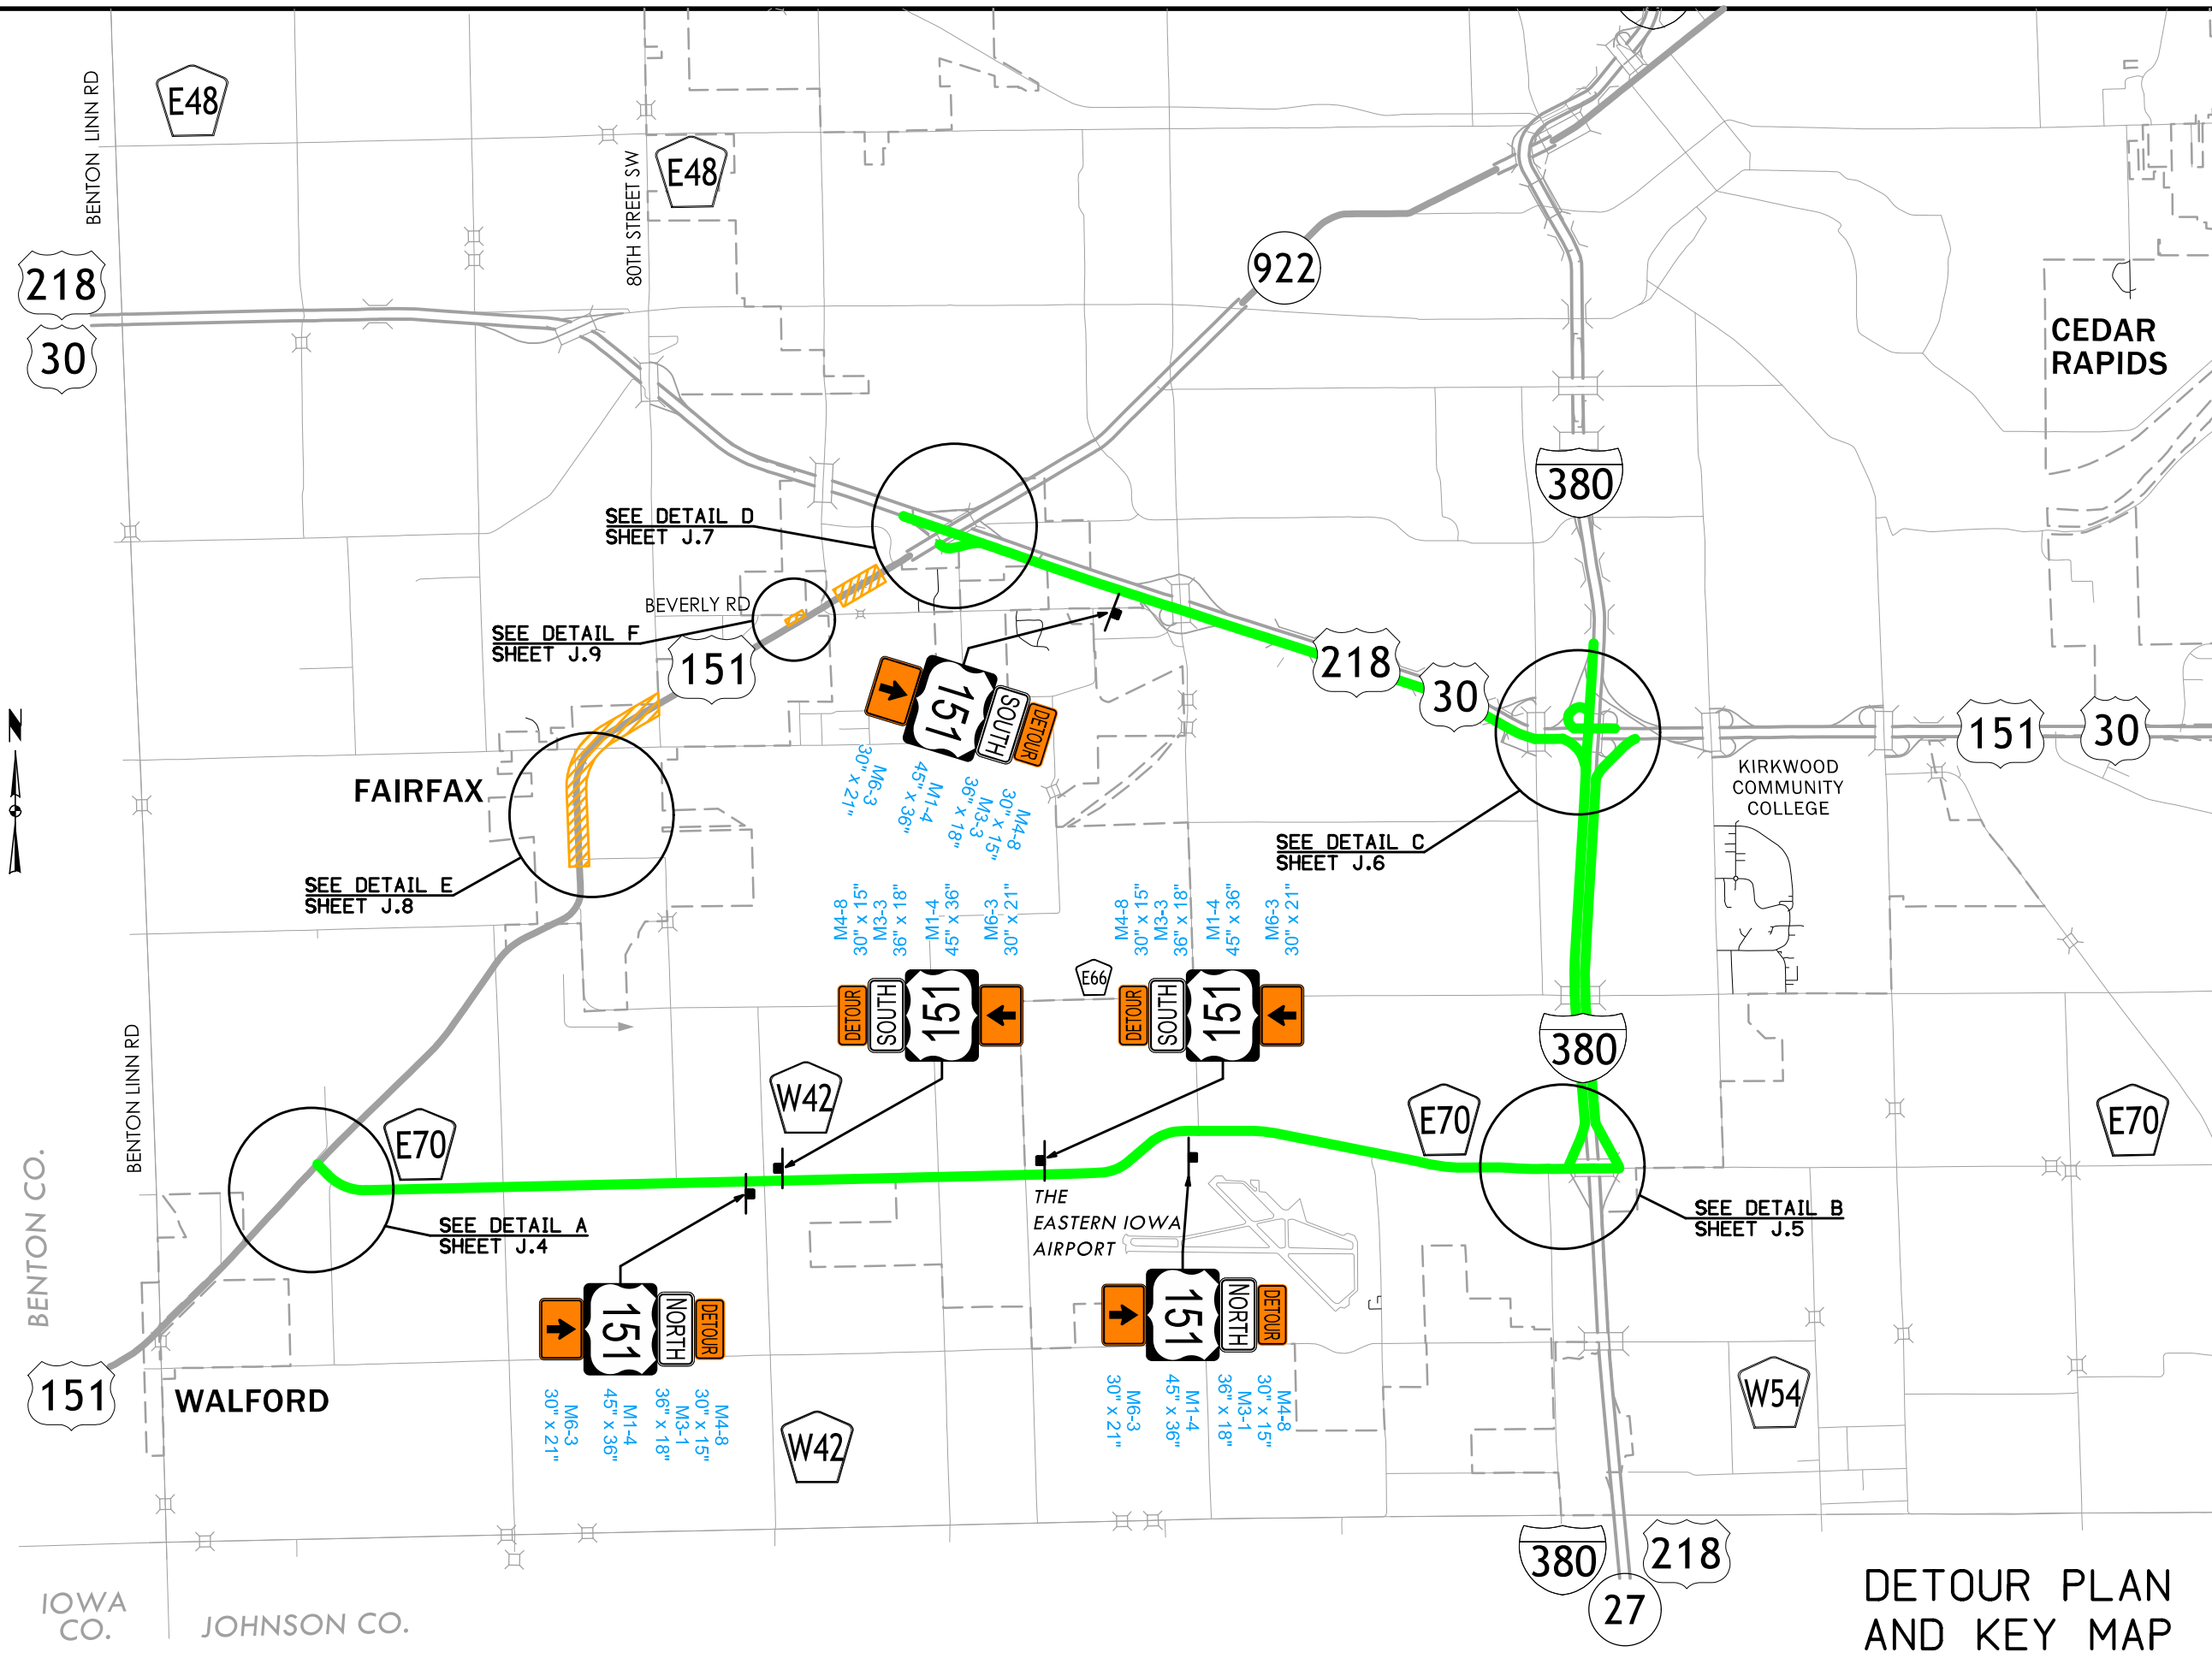 BENTON LINN RD
E48
80TH STREET SW
E48
218
30
922
CEDAR
RAPIDS
380
SEE DETAIL D
SHEET J.7
BEVERLY RD
SEE DETAIL F
SHEET J.9
151
218
30
151
30
N
FAIRFAX
151
SOUTH
DETOUR
M6-3
30" x 21"
M1-4
45" x 36"
M3-3
36" x 18"
M4-8
30" x 15"
KIRKWOOD
COMMUNITY
COLLEGE
SEE DETAIL C
SHEET J.6
SEE DETAIL E
SHEET J.8
M4-8
30" x 15"
M3-3
36" x 18"
M1-4
45" x 36"
M6-3
30" x 21"
DETOUR
SOUTH
151
E66
M4-8
30" x 15"
M3-3
36" x 18"
M1-4
45" x 36"
M6-3
30" x 21"
DETOUR
SOUTH
151
380
BENTON LINN RD
W42
E70
E70
E70
BENTON CO.
THE
EASTERN IOWA
AIRPORT
SEE DETAIL A
SHEET J.4
SEE DETAIL B
SHEET J.5
151
NORTH
DETOUR
M6-3
30" x 21"
M1-4
45" x 36"
M3-1
36" x 18"
M4-8
30" x 15"
151
NORTH
DETOUR
M6-3
30" x 21"
M1-4
45" x 36"
M3-1
36" x 18"
M4-8
30" x 15"
151
WALFORD
W42
W54
380
218
27
IOWA
CO.
JOHNSON CO.
DETOUR PLAN
AND KEY MAP